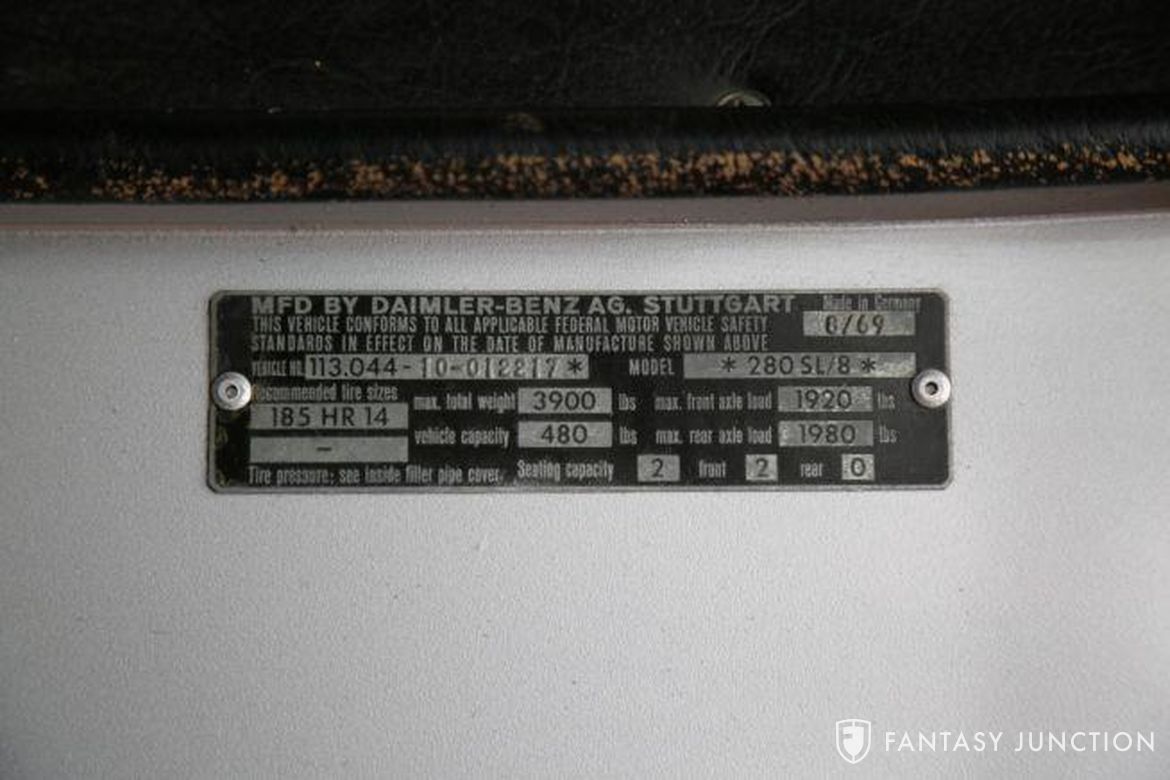 MFD BY DAIMLER-BENZ AG. STUTTGART Made in Germany
THIS VEHICLE CONFORMS TO ALL APPLICABLE FEDERAL MOTOR VEHICLE SAFETY 8/69
STANDARDS IN EFFECT ON THE DATE OF MANUFACTURE SHOWN ABOVE
VEHICLE NO. 113.044-10-012217* MODEL * 280 SL/8 *
Recommended tire sizes max. total weight 3900 lbs max. front axle load 1920 lbs
185 HR 14
– vehicle capacity 480 lbs max. rear axle load 1980 lbs
Tire pressure: see inside filler pipe cover. Seating capacity 2 front 2 rear 0
FANTASY JUNCTION